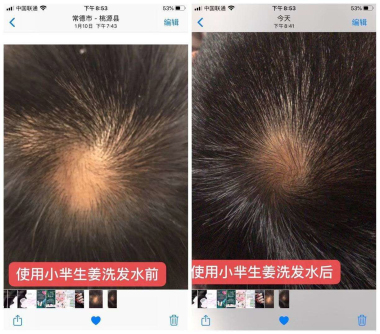 中国联通
下午8:53
53%
常德市 · 桃源县
1月10日 下午7:43
编辑
使用小芈生姜洗发水前
中国联通
下午8:53
53%
今天
下午8:41
编辑
使用小芈生姜洗发水后